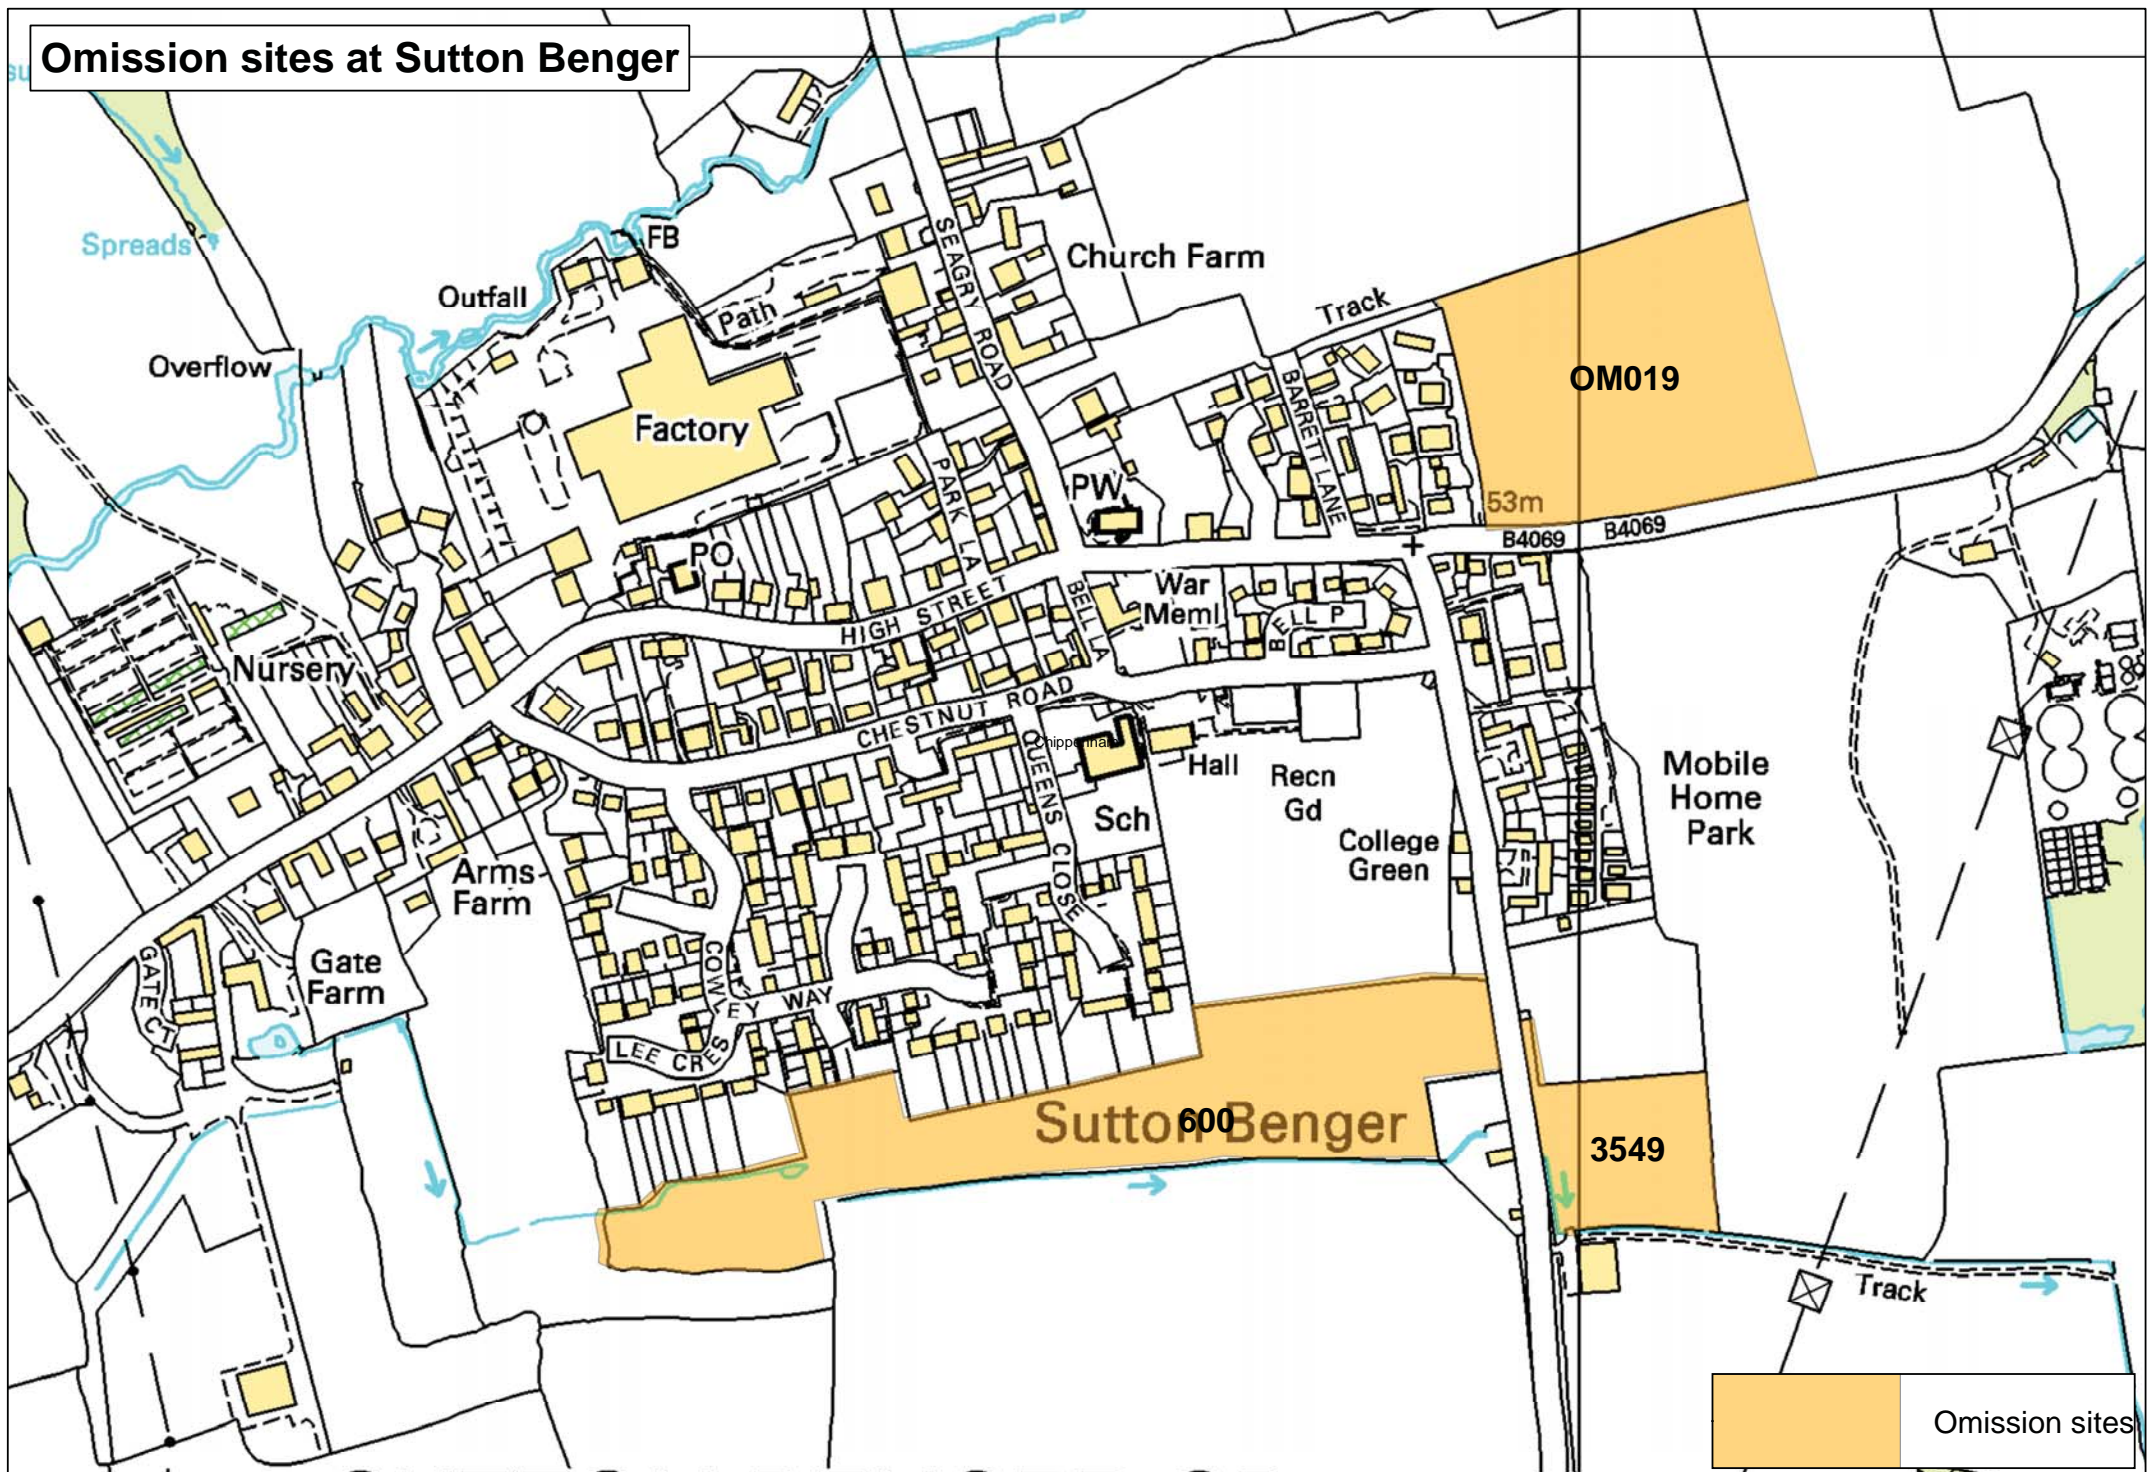 Omission sites at Sutton Benger
su
Spreads
FB
Outfall
Path
SEAGRY ROAD
Church Farm
Track
Overflow
Factory
OM019
BARRETT LANE
PARK LA
PW
53m
B4069
B4069
PO
HIGH STREET
BELL LA
War
Meml
BELL P
Nursery
CHESTNUT ROAD
Chippenham
QUEENS CLOSE
Hall
Sch
Recn
Gd
College
Green
Mobile
Home
Park
Arms
Farm
GATE CT
Gate
Farm
COWLEY WAY
LEE CRES
Sutton Benger
600
3549
Track
Omission sites